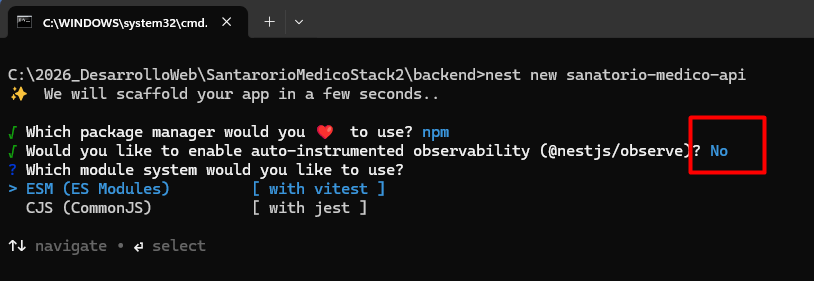 C:\WINDOWS\system32\cmd.
C:\2026_DesarrolloWeb\SantarorioMedicoStack2\backend>nest new sanatorio-medico-api
✨ We will scaffold your app in a few seconds..
√ Which package manager would you ❤️ to use? npm
√ Would you like to enable auto-instrumented observability (@nestjs/observe)? No
? Which module system would you like to use?
> ESM (ES Modules) [ with vitest ]
CJS (CommonJS) [ with jest ]
↑↓ navigate • ↵ select